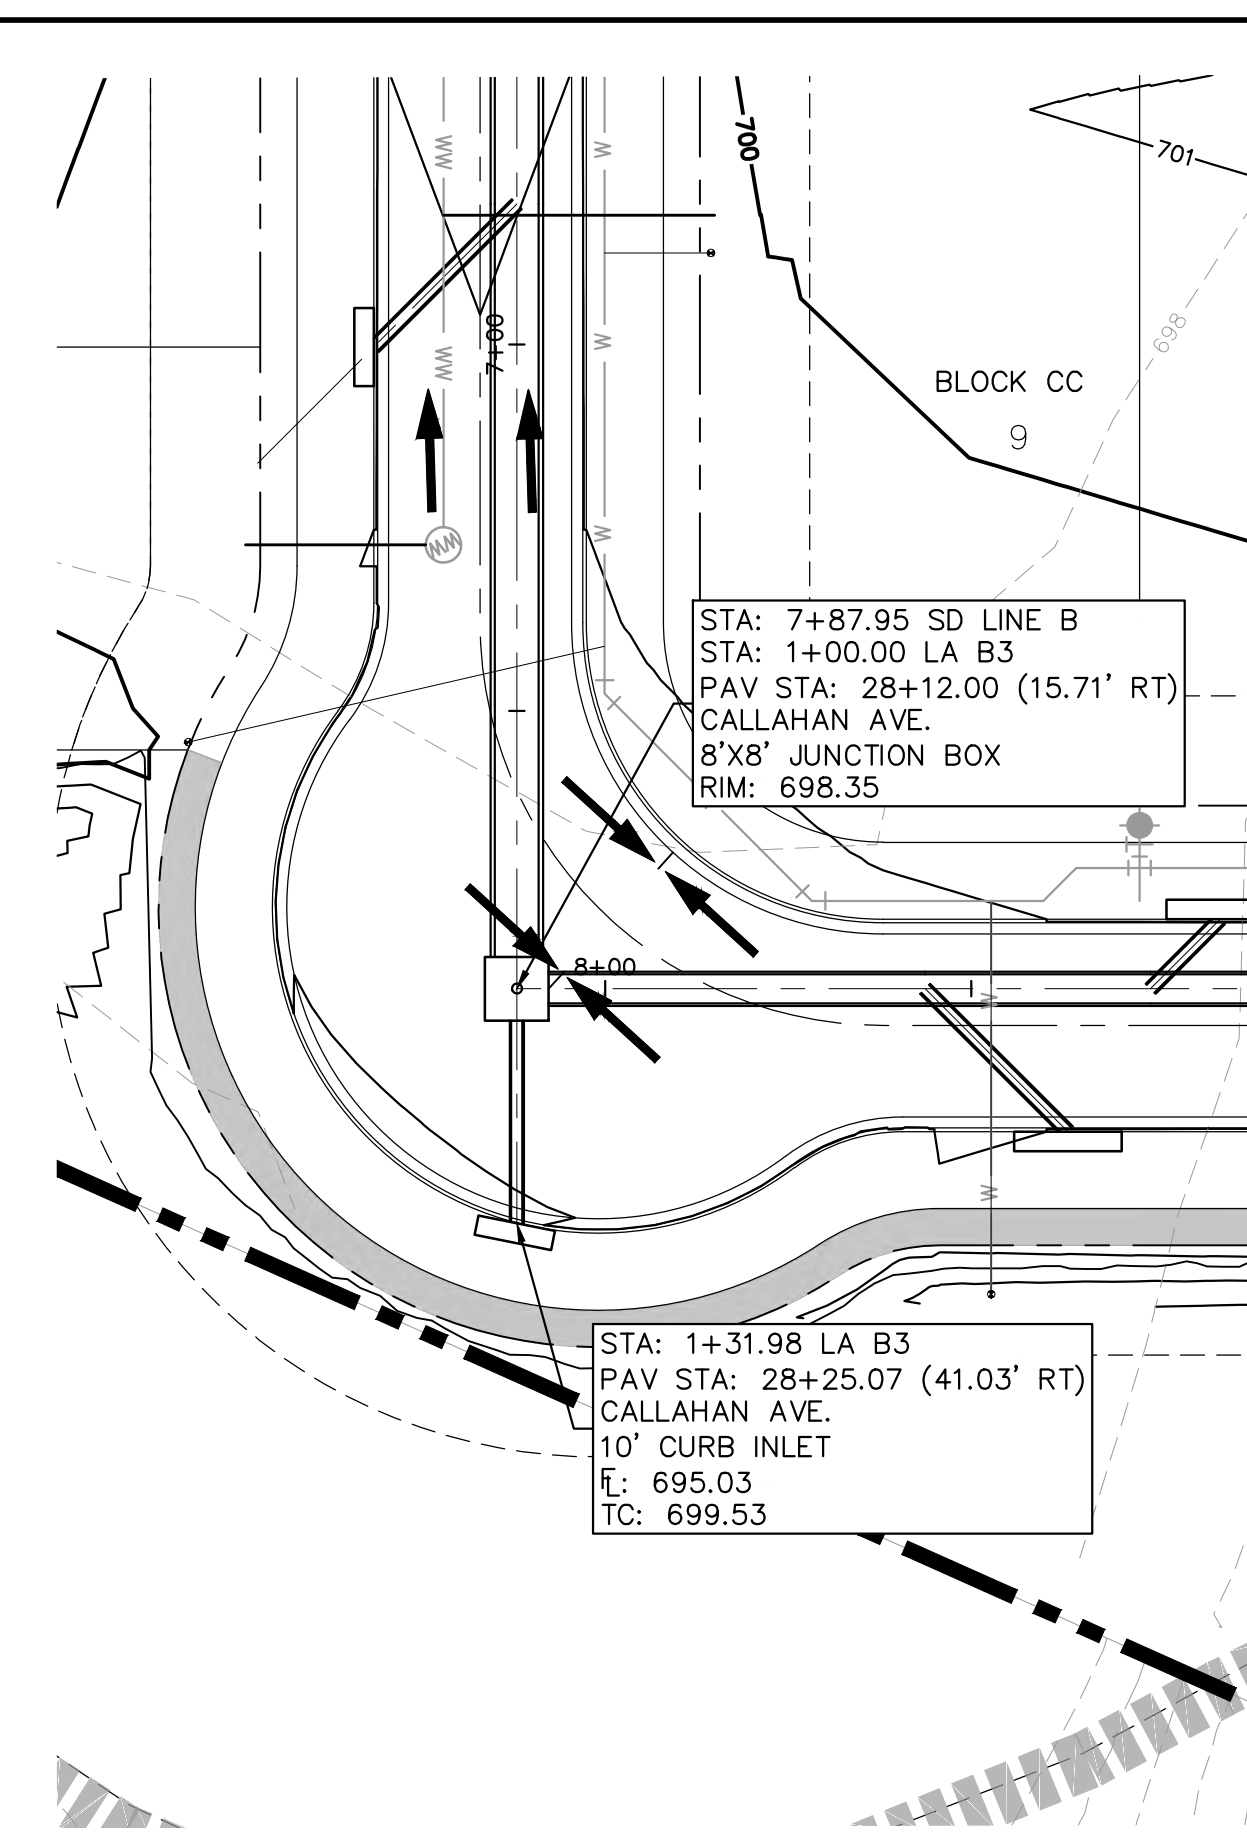 WW
W
700
701
7+00
WW
W
698
BLOCK CC
9
W
WW
STA: 7+87.95 SD LINE B
STA: 1+00.00 LA B3
PAV STA: 28+12.00 (15.71' RT)
CALLAHAN AVE.
8'X8' JUNCTION BOX
RIM: 698.35
8+00
W
W
STA: 1+31.98 LA B3
PAV STA: 28+25.07 (41.03' RT)
CALLAHAN AVE.
10' CURB INLET
FL: 695.03
TC: 699.53